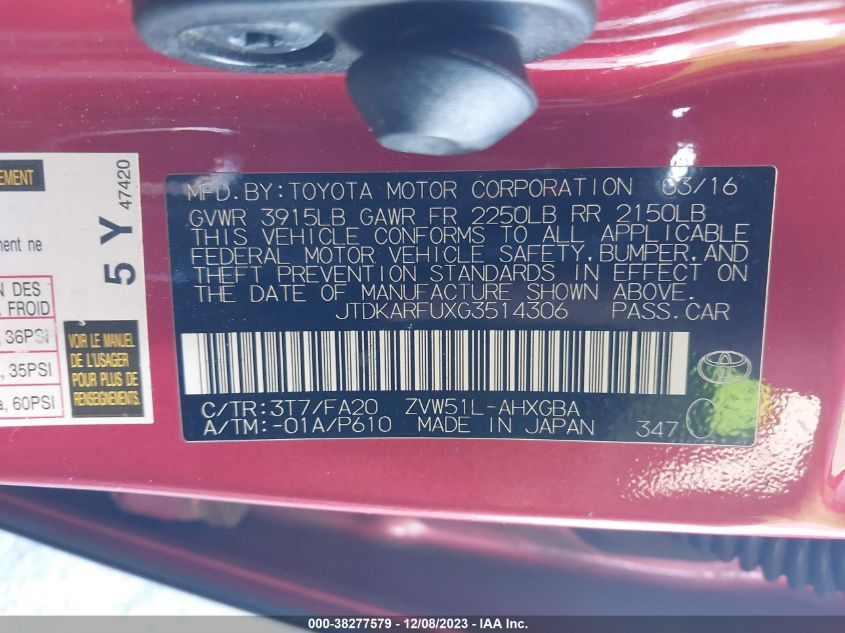 EMENT
5 Y 47420
ment ne
N DES
FROID
, 36PSI
, 35PSI
a, 60PSI
VOIR LE MANUEL
DE L'USAGER
POUR PLUS DE
RENSEIGNEMENTS
MFD. BY: TOYOTA MOTOR CORPORATION 03/16
GVWR 3915LB GAWR FR 2250LB RR 2150LB
THIS VEHICLE CONFORMS TO ALL APPLICABLE
FEDERAL MOTOR VEHICLE SAFETY, BUMPER, AND
THEFT PREVENTION STANDARDS IN EFFECT ON
THE DATE OF MANUFACTURE SHOWN ABOVE.
JTDKARFUXG3514306 PASS.CAR
C/TR: 3T7/FA20 ZVW51L-AHXGBA
A/TM: -01A/P610 MADE IN JAPAN 347
000-38277579 - 12/08/2023 - IAA Inc.